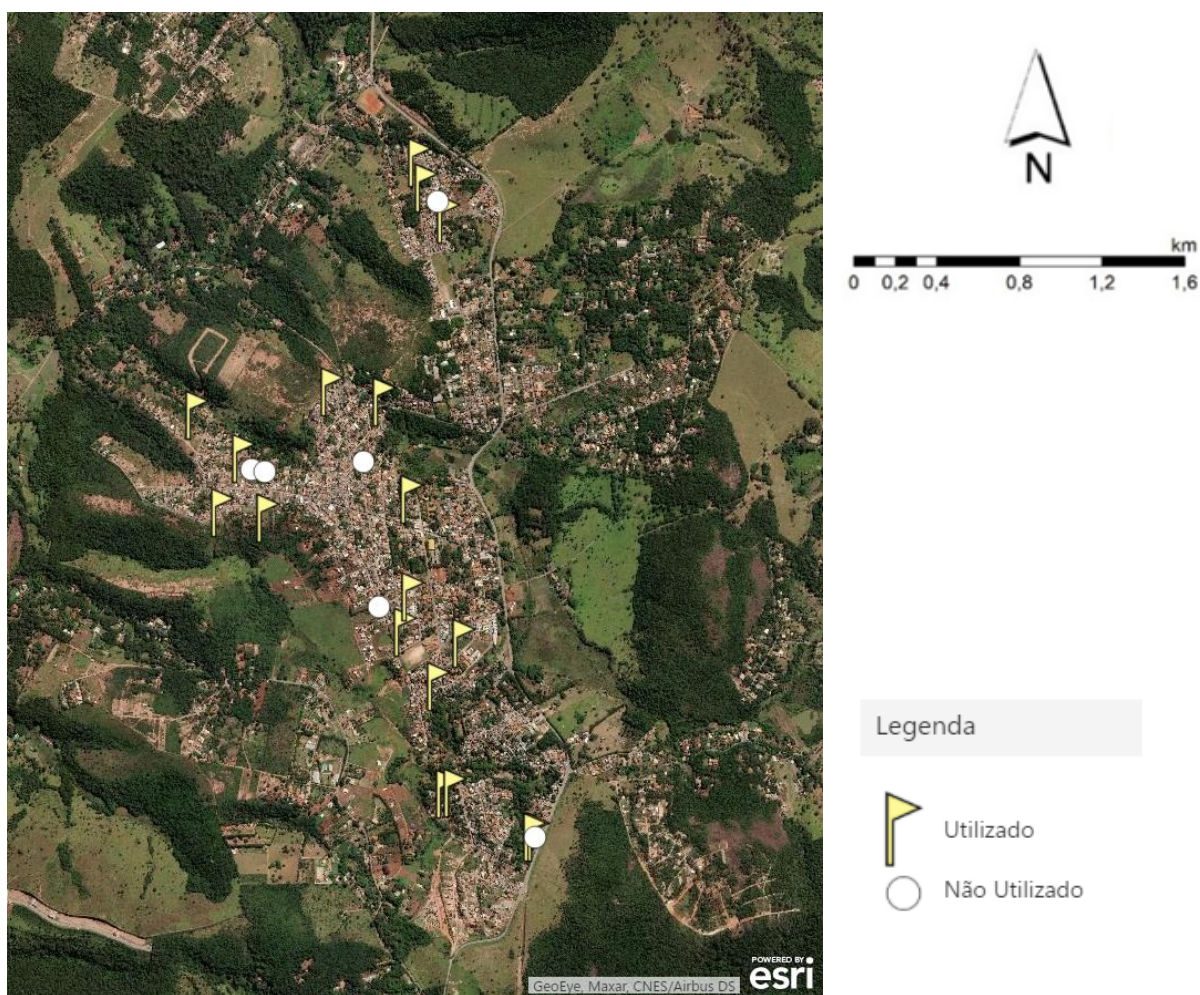 N
km
0 0,2 0,4 0,8 1,2 1,6
Legenda
Utilizado
Não Utilizado
POWERED BY
esri
GeoEye, Maxar, CNES/Airbus DS